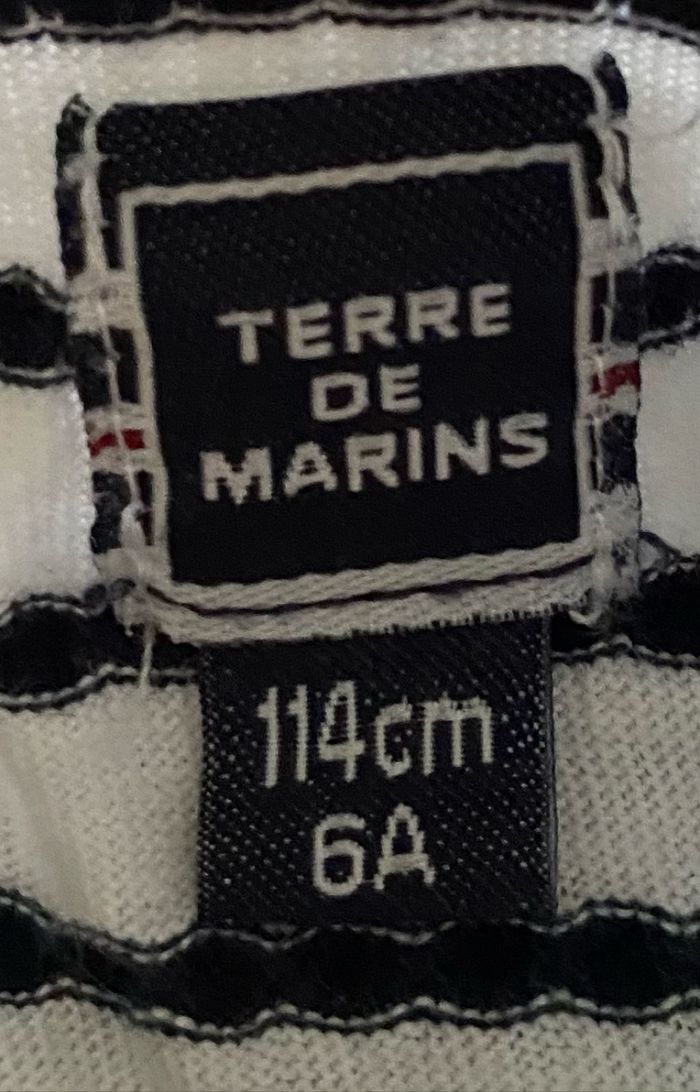 TERRE
DE
MARINS
114cm
6A